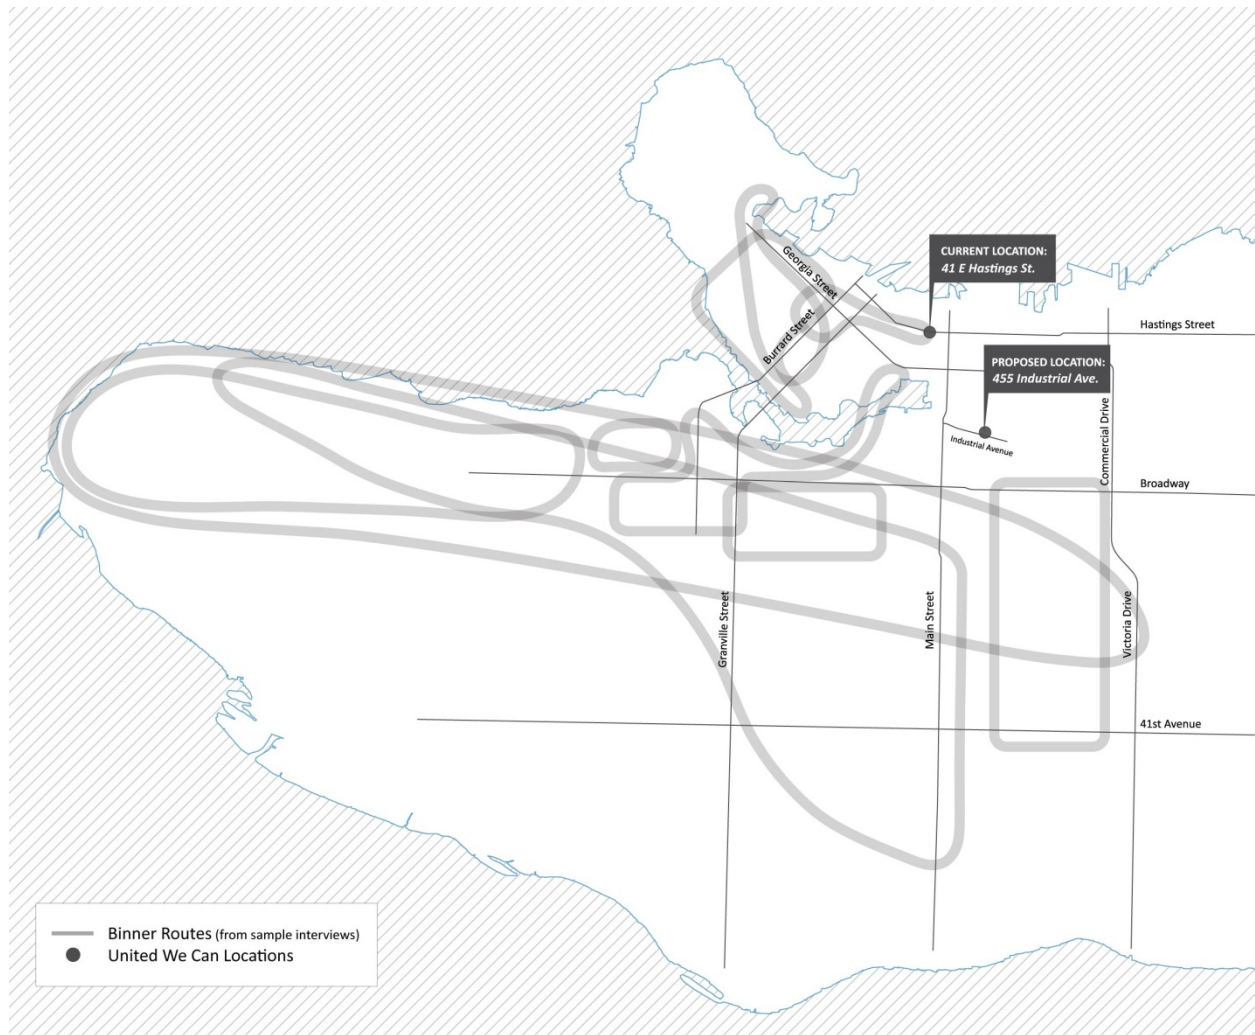 CURRENT LOCATION:
41 E Hastings St.
Georgia Street
Burrard Street
Hastings Street
PROPOSED LOCATION:
455 Industrial Ave.
Industrial Avenue
Commercial Drive
Broadway
Granville Street
Main Street
Victoria Drive
41st Avenue
Binner Routes (from sample interviews)
United We Can Locations